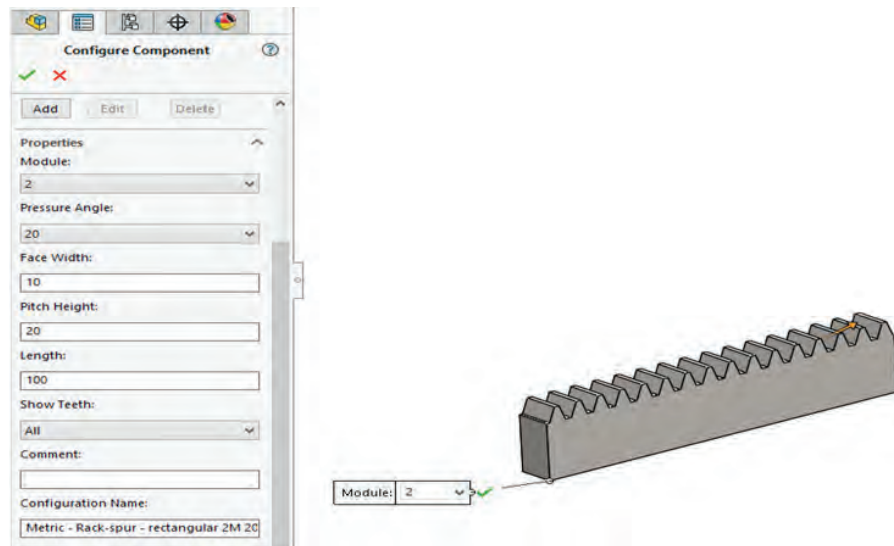 Configure Component
Add Edit Delete
Properties
Module:
2
Pressure Angle:
20
Face Width:
10
Pitch Height:
20
Length:
100
Show Teeth:
All
Comment:
Configuration Name:
Metric - Rack-spur - rectangular 2M 20
Module: 2